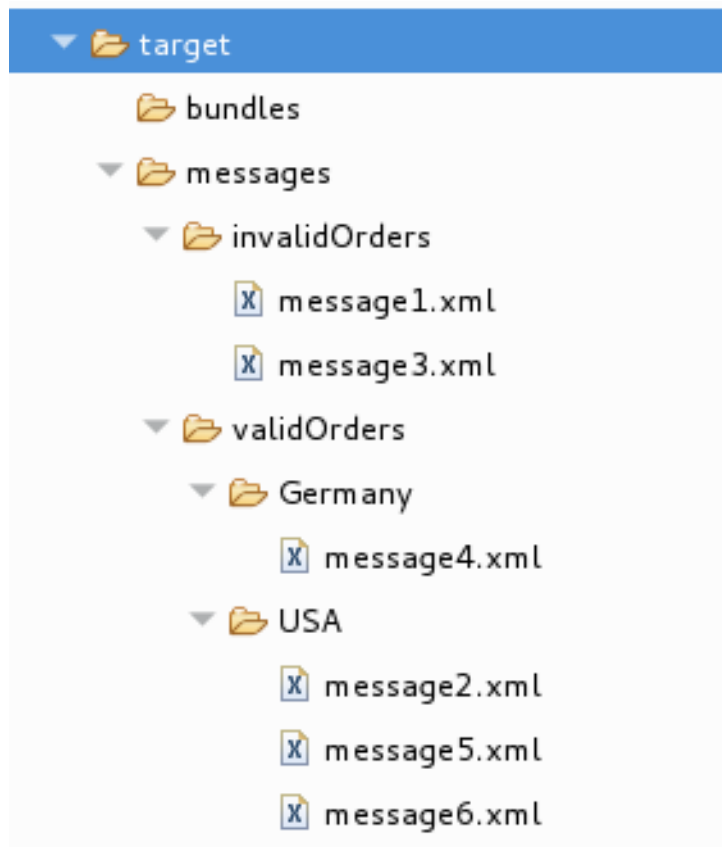 target
bundles
messages
invalidOrders
message1.xml
message3.xml
validOrders
Germany
message4.xml
USA
message2.xml
message5.xml
message6.xml